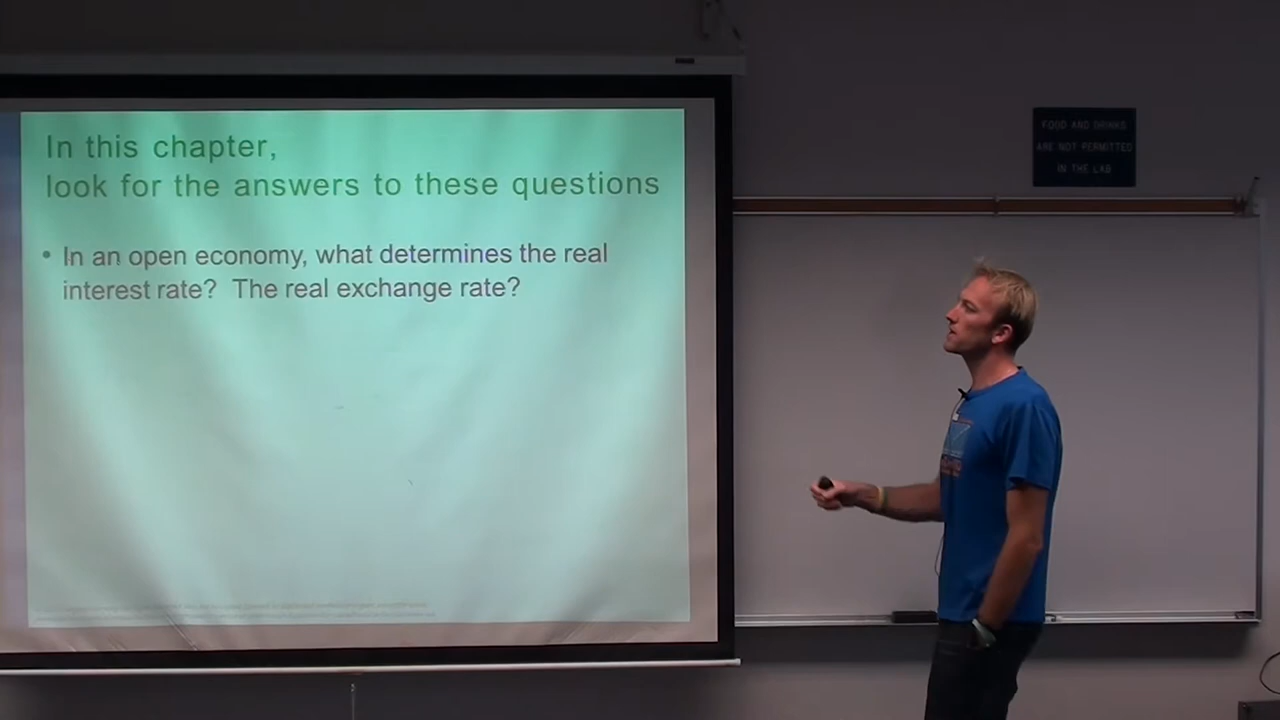 In this chapter,
look for the answers to these questions
• In an open economy, what determines the real
interest rate? The real exchange rate?
FOOD AND DRINKS
ARE NOT PERMITTED
IN THE LAB